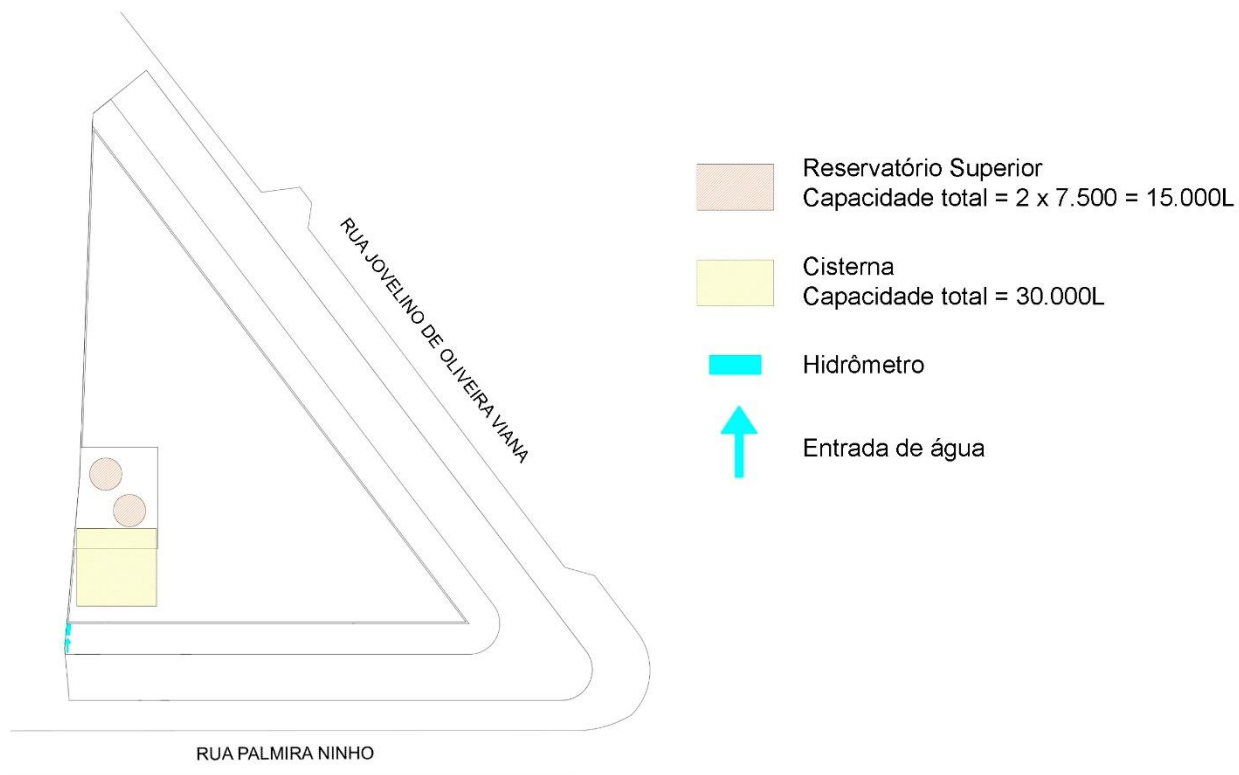 RUA JOVELINO DE OLIVEIRA VIANA
RUA PALMIRA NINHO
Reservatório Superior
Capacidade total = 2 x 7.500 = 15.000L
Cisterna
Capacidade total = 30.000L
Hidrômetro
Entrada de água